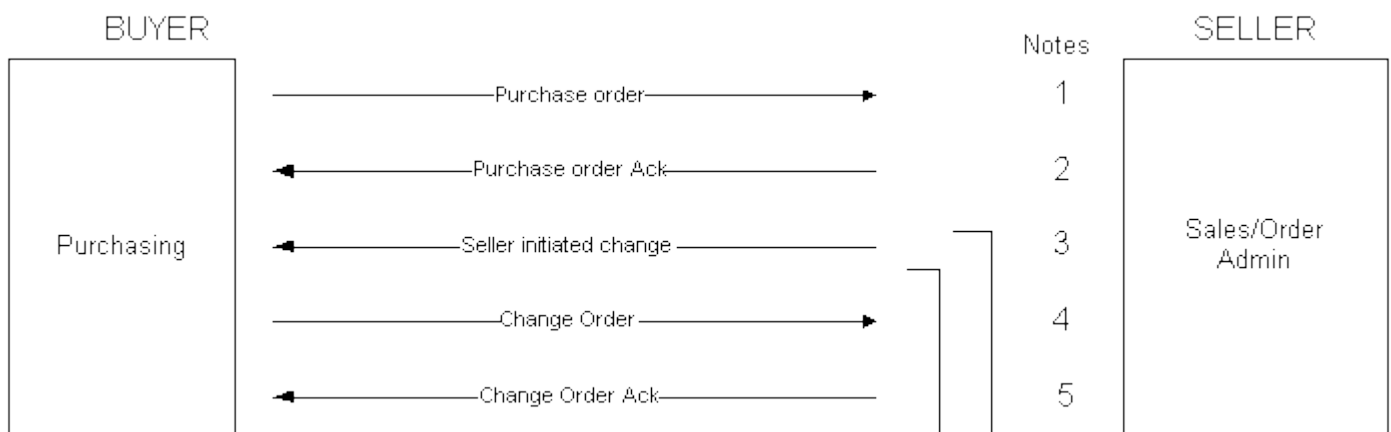 BUYER
Notes
SELLER
Purchase order
1
Purchase order Ack
2
Purchasing
Seller initiated change
3
Sales/Order
Admin
Change Order
4
Change Order Ack
5